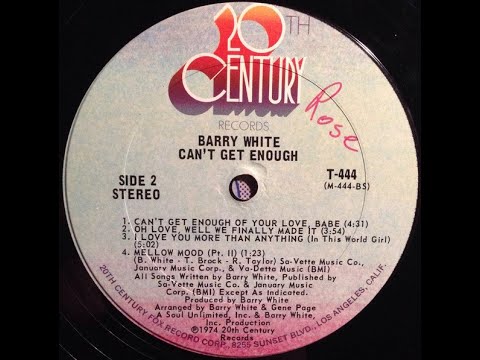 20TH
CENTURY
RECORDS
Rose
BARRY WHITE
CAN'T GET ENOUGH
SIDE 2
STEREO
T-444
(M-444-BS)
1. CAN'T GET ENOUGH OF YOUR LOVE, BABE (4:31)
2. OH LOVE, WELL WE FINALLY MADE IT (3:54)
3. I LOVE YOU MORE THAN ANYTHING (In This World Girl)
(5:02)
4. MELLOW MOOD (Pt. II) (1:23)
(B. White - T. Brock - R. Taylor) Sa-Vette Music Co.,
January Music Corp., & Va-Detta Music (BMI)
All Songs Written by Barry White, Published by
Sa-Vette Music Co. & January Music
Corp. (BMI) Except As Indicated.
Produced by Barry White
Arranged by Barry White & Gene Page
A Soul Unlimited, Inc. & Barry White,
Inc. Production
℗1974 20th Century
Records
20TH CENTURY FOX RECORD CORP. 8255 SUNSET BLVD., LOS ANGELES, CALIF.